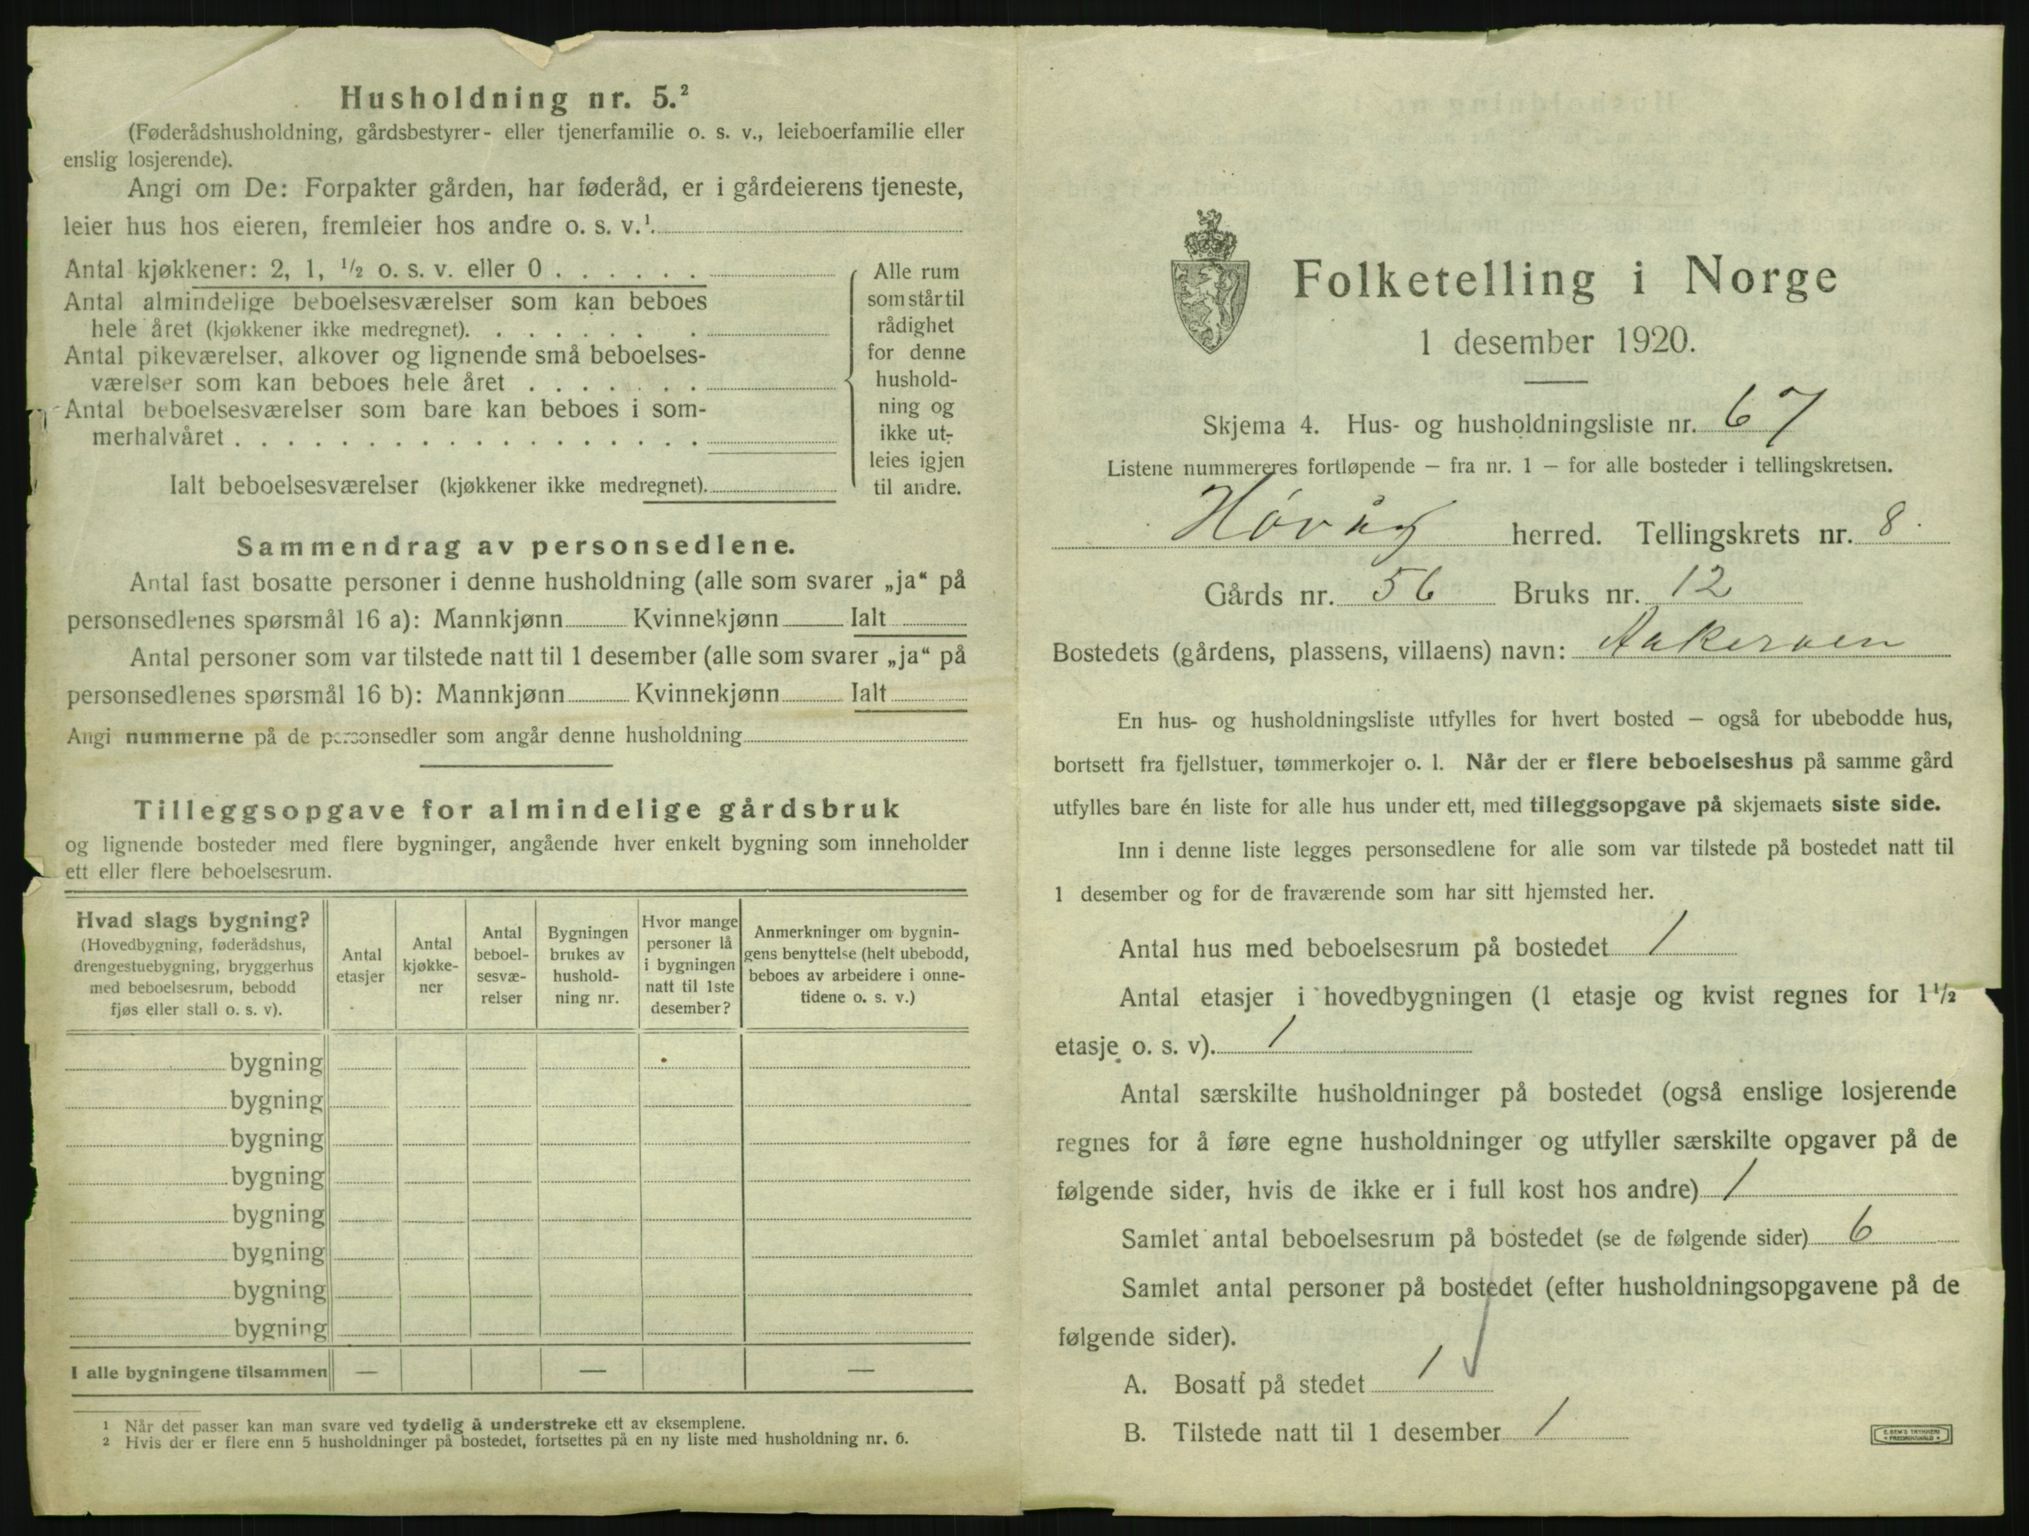 Husholdning nr. 5.²
(Føderådshusholdning, gårdsbestyrer- eller tjenerfamilie o. s. v., leieboerfamilie eller
enslig losjerende).
Angi om De: Forpakter gården, har føderåd, er i gårdeierens tjeneste,
leier hus hos eieren, fremleier hos andre o. s. v.¹.
Antal kjøkkener: 2, 1, ½ o. s. v. eller 0 . . . . . .
Antal almindelige beboelsesværelser som kan beboes
hele året (kjøkkener ikke medregnet). . . . . . . . .
Antal pikeværelser, alkover og lignende små beboelses-
værelser som kan beboes hele året . . . . . . .
Antal beboelsesværelser som bare kan beboes i som-
merhalvåret . . . . . . . . . . . . . . . . . .
Ialt beboelsesværelser (kjøkkener ikke medregnet).
Alle rum
som står til
rådighet
for denne
hushold-
ning og
ikke ut-
leies igjen
til andre.
Sammendrag av personsedlene.
Antal fast bosatte personer i denne husholdning (alle som svarer „ja“ på
personsedlenes spørsmål 16 a): Mannkjønn Kvinnekjønn Ialt
Antal personer som var tilstede natt til 1 desember (alle som svarer „ja“ på
personsedlenes spørsmål 16 b): Mannkjønn Kvinnekjønn Ialt
Angi nummerne på de personsedler som angår denne husholdning
Tilleggsopgave for almindelige gårdsbruk
og lignende bosteder med flere bygninger, angående hver enkelt bygning som inneholder
ett eller flere beboelsesrum.
Hvad slags bygning?
(Hovedbygning, føderådshus,
drengestuebygning, bryggerhus
med beboelsesrum, bebodd
fjøs eller stall o. s. v).
Antal
etasjer
Antal
kjøkke-
ner
Antal
beboel-
sesvæ-
relser
Bygningen
brukes av
hushold-
ning nr.
Hvor mange
personer lå
i bygningen
natt til 1ste
desember?
Anmerkninger om bygnin-
gens benyttelse (helt ubebodd,
beboes av arbeidere i onne-
tidene o. s. v.)
bygning
bygning
bygning
bygning
bygning
bygning
bygning
bygning
I alle bygningene tilsammen — — —
¹ Når det passer kan man svare ved tydelig å understreke ett av eksemplene.
² Hvis der er flere enn 5 husholdninger på bostedet, fortsettes på en ny liste med husholdning nr. 6.
Folketelling i Norge
1 desember 1920.
Skjema 4. Hus- og husholdningsliste nr. 67
Listene nummereres fortløpende – fra nr. 1 – for alle bosteder i tellingskretsen.
Høvåg herred. Tellingskrets nr. 8.
Gårds nr. 56 Bruks nr. 12
Bostedets (gårdens, plassens, villaens) navn: Aakerøen
En hus- og husholdningsliste utfylles for hvert bosted – også for ubebodde hus,
bortsett fra fjellstuer, tømmerkojer o. l. Når der er flere beboelseshus på samme gård
utfylles bare én liste for alle hus under ett, med tilleggsopgave på skjemaets siste side.
Inn i denne liste legges personsedlene for alle som var tilstede på bostedet natt til
1 desember og for de fraværende som har sitt hjemsted her.
Antal hus med beboelsesrum på bostedet 1
Antal etasjer i hovedbygningen (1 etasje og kvist regnes for 1½
etasje o. s. v). 1
Antal særskilte husholdninger på bostedet (også enslige losjerende
regnes for å føre egne husholdninger og utfyller særskilte opgaver på de
følgende sider, hvis de ikke er i full kost hos andre) 1
Samlet antal beboelsesrum på bostedet (se de følgende sider) 6
Samlet antal personer på bostedet (efter husholdningsopgavene på de
følgende sider).
A. Bosatt på stedet 1
B. Tilstede natt til 1 desember 1
E. SEM'S TRYKKERI
FREDRIKSHALD